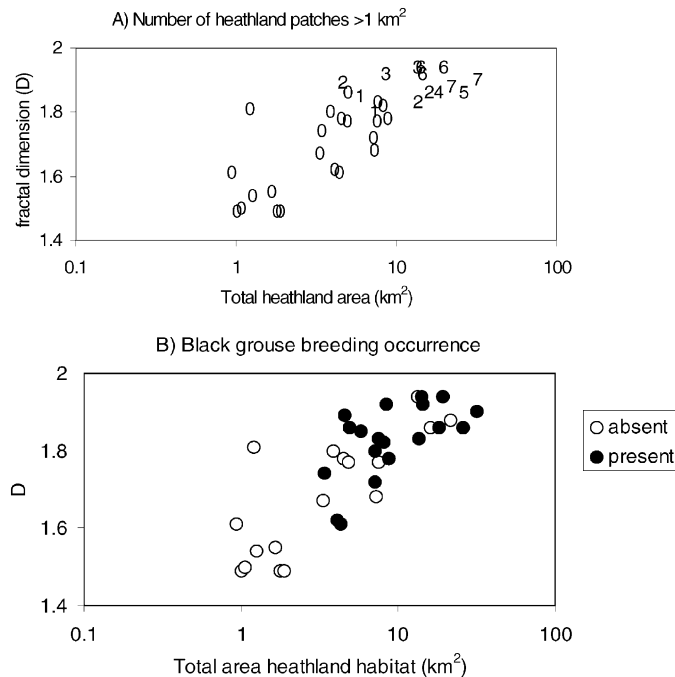 A) Number of heathland patches >1 km²
fractal dimension (D)
2
1.8
1.6
1.4
0.1
1
10
100
Total heathland area (km²)
B) Black grouse breeding occurrence
D
2
1.8
1.6
1.4
0.1
1
10
100
Total area heathland habitat (km²)
absent
present